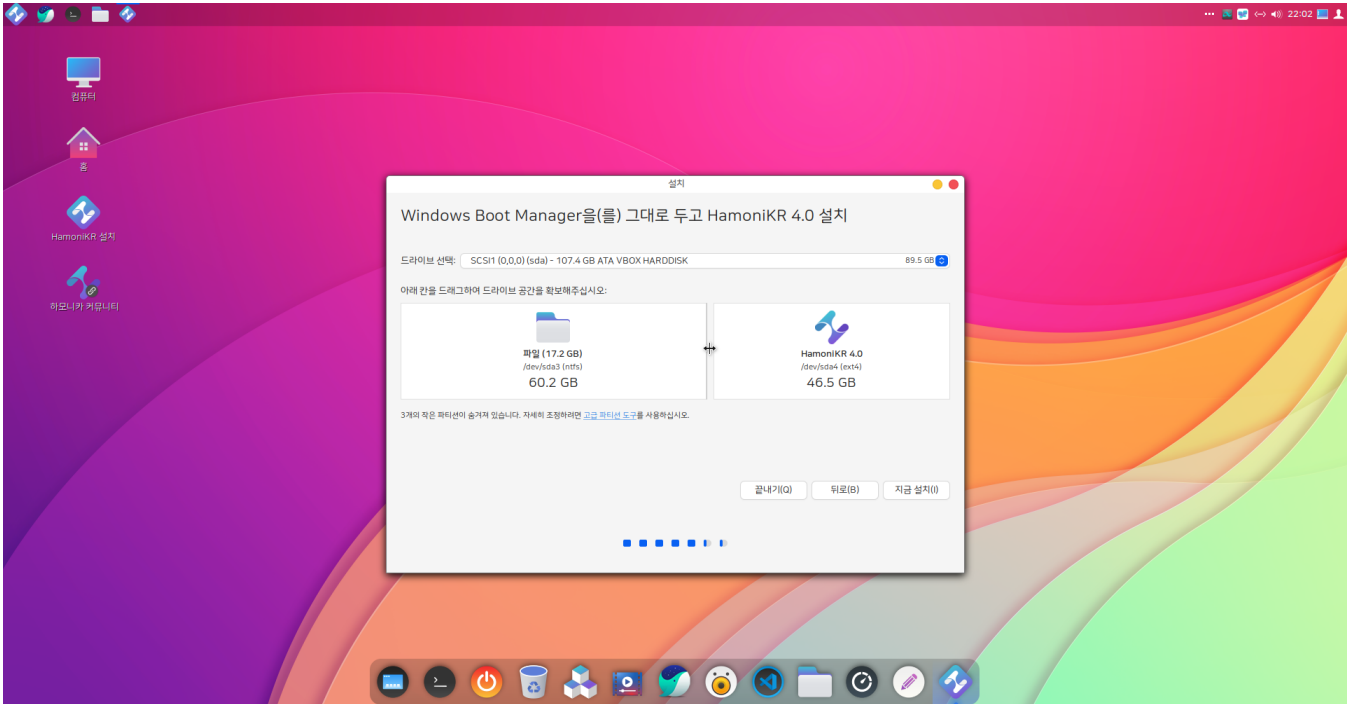 22:02
컴퓨터
홈
HamoniKR 설치
하모니카 커뮤니티
설치
Windows Boot Manager을(를) 그대로 두고 HamoniKR 4.0 설치
드라이브 선택: SCSI1 (0,0,0) (sda) - 107.4 GB ATA VBOX HARDDISK 89.5 GB
아래 칸을 드래그하여 드라이브 공간을 확보해주십시오:
파일 (17.2 GB)
/dev/sda3 (ntfs)
60.2 GB
HamoniKR 4.0
/dev/sda4 (ext4)
46.5 GB
3개의 작은 파티션이 숨겨져 있습니다. 자세히 조정하려면 고급 파티션 도구를 사용하십시오.
끝내기(Q) 뒤로(B) 지금 설치(I)